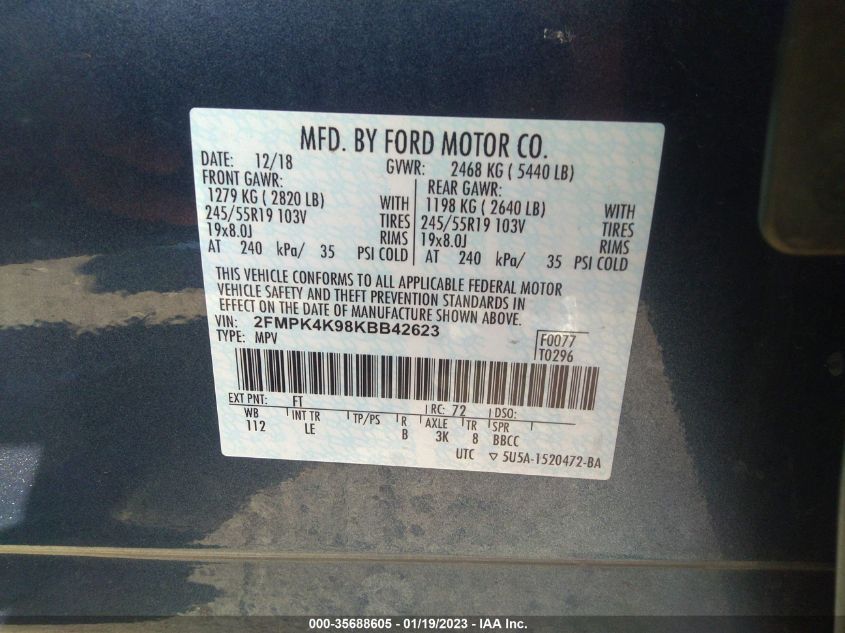 MFD. BY FORD MOTOR CO.
DATE: 12/18 GVWR: 2468 KG ( 5440 LB)
FRONT GAWR: REAR GAWR:
1279 KG ( 2820 LB) WITH 1198 KG ( 2640 LB) WITH
245/55R19 103V TIRES 245/55R19 103V TIRES
19x8.0J RIMS 19x8.0J RIMS
AT 240 kPa/ 35 PSI COLD AT 240 kPa/ 35 PSI COLD
THIS VEHICLE CONFORMS TO ALL APPLICABLE FEDERAL MOTOR
VEHICLE SAFETY AND THEFT PREVENTION STANDARDS IN
EFFECT ON THE DATE OF MANUFACTURE SHOWN ABOVE.
VIN: 2FMPK4K98KBB42623 F0077
TYPE: MPV T0296
EXT PNT: FT RC: 72 DSO:
WB INT TR TP/PS R AXLE TR SPR
112 LE B 3K 8 BBCC
UTC ▽ 5U5A-1520472-BA
000-35688605 - 01/19/2023 - IAA Inc.